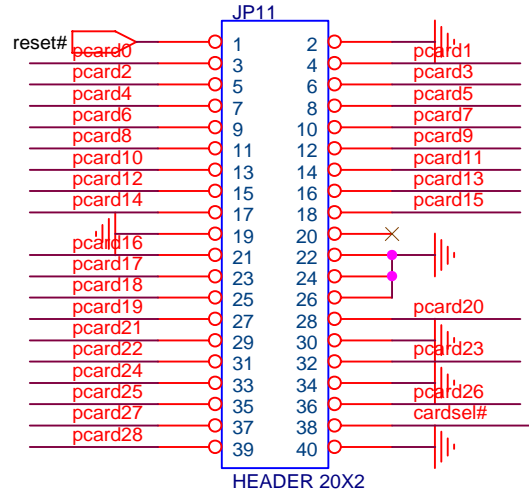 JP11
reset# 1 2
pcard0 3 4 pcard1
pcard2 5 6 pcard3
pcard4 7 8 pcard5
pcard6 9 10 pcard7
pcard8 11 12 pcard9
pcard10 13 14 pcard11
pcard12 15 16 pcard13
pcard14 17 18 pcard15
19 20
pcard16 21 22
pcard17 23 24
pcard18 25 26
pcard19 27 28 pcard20
pcard21 29 30
pcard22 31 32 pcard23
pcard24 33 34
pcard25 35 36 pcard26
pcard27 37 38 cardsel#
pcard28 39 40
HEADER 20X2